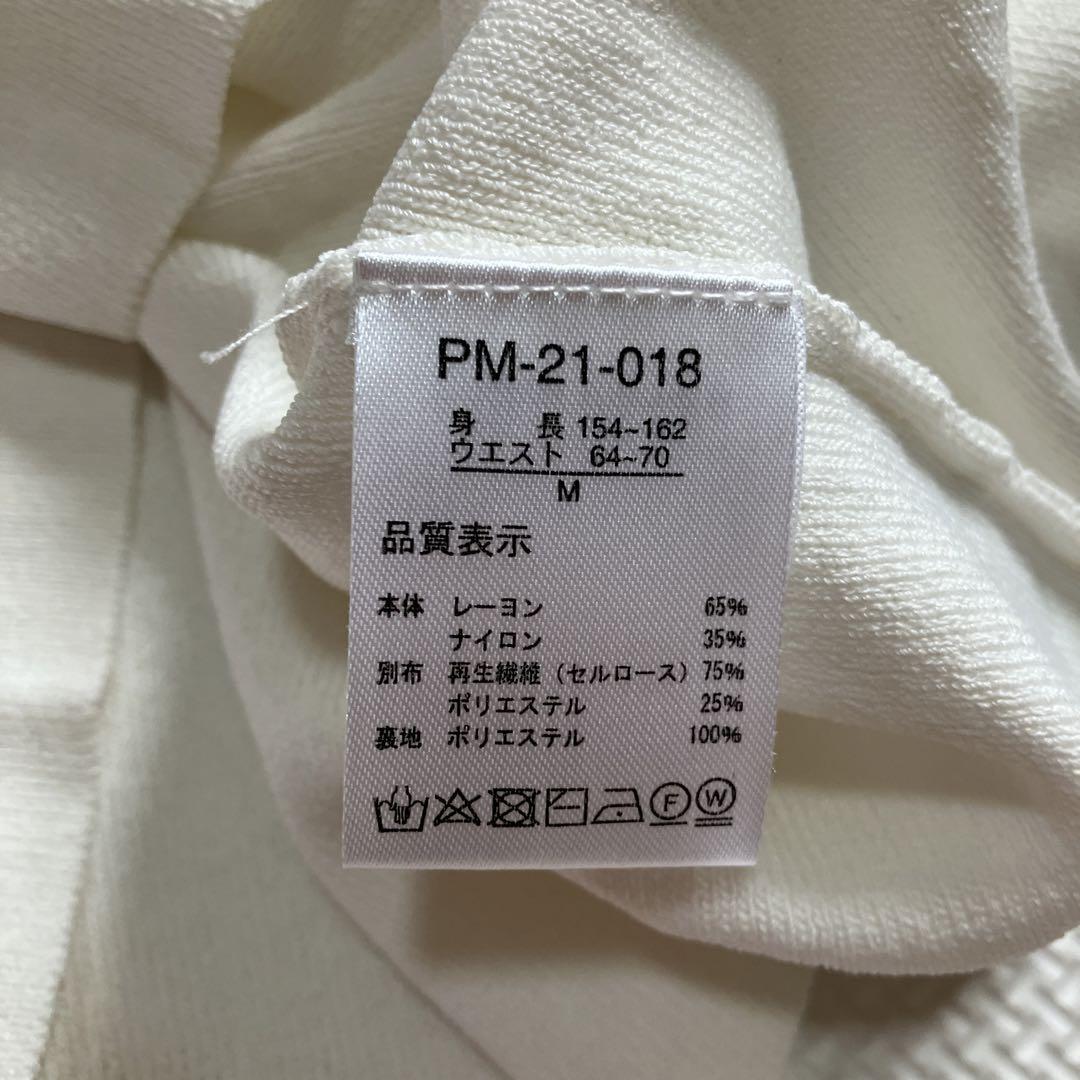 PM-21-018
身 長 154~162
ウエスト 64~70
M
品質表示
本体 レーヨン 65%
ナイロン 35%
別布 再生繊維（セルロース）75%
ポリエステル 25%
裏地 ポリエステル 100%
F W